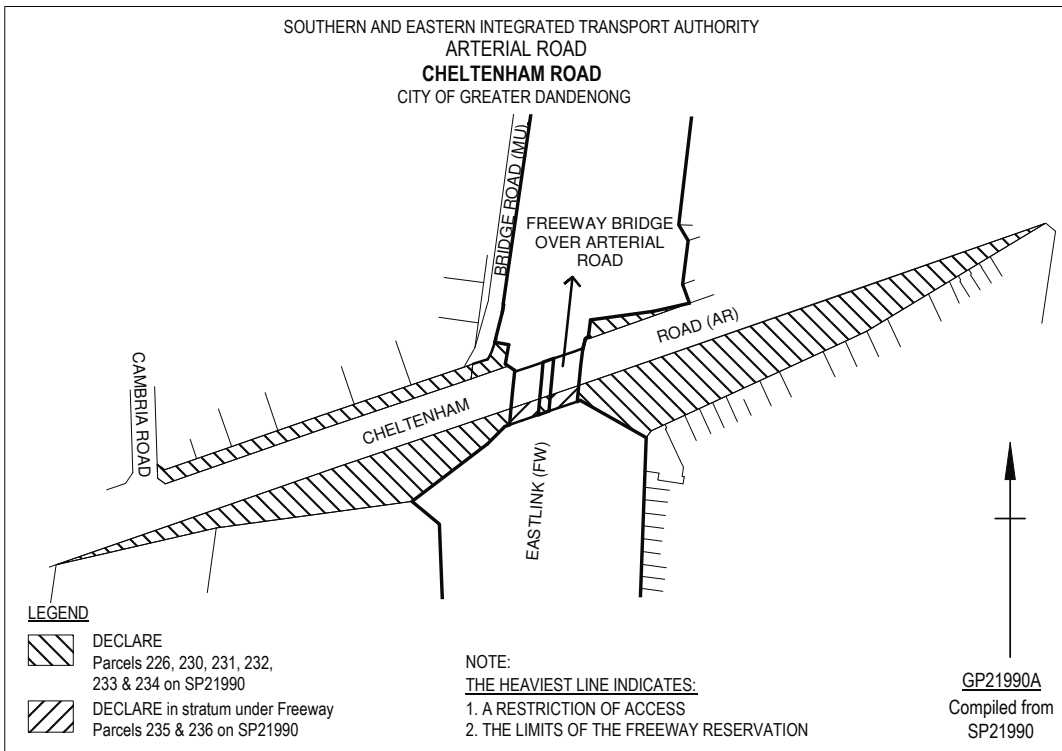 SOUTHERN AND EASTERN INTEGRATED TRANSPORT AUTHORITY
ARTERIAL ROAD
CHELTENHAM ROAD
CITY OF GREATER DANDENONG
BRIDGE ROAD (MU)
FREEWAY BRIDGE
OVER ARTERIAL
ROAD
ROAD (AR)
CAMBRIA ROAD
CHELTENHAM
EASTLINK (FW)
LEGEND
DECLARE
Parcels 226, 230, 231, 232,
233 & 234 on SP21990
DECLARE in stratum under Freeway
Parcels 235 & 236 on SP21990
NOTE:
THE HEAVIEST LINE INDICATES:
1. A RESTRICTION OF ACCESS
2. THE LIMITS OF THE FREEWAY RESERVATION
GP21990A
Compiled from
SP21990